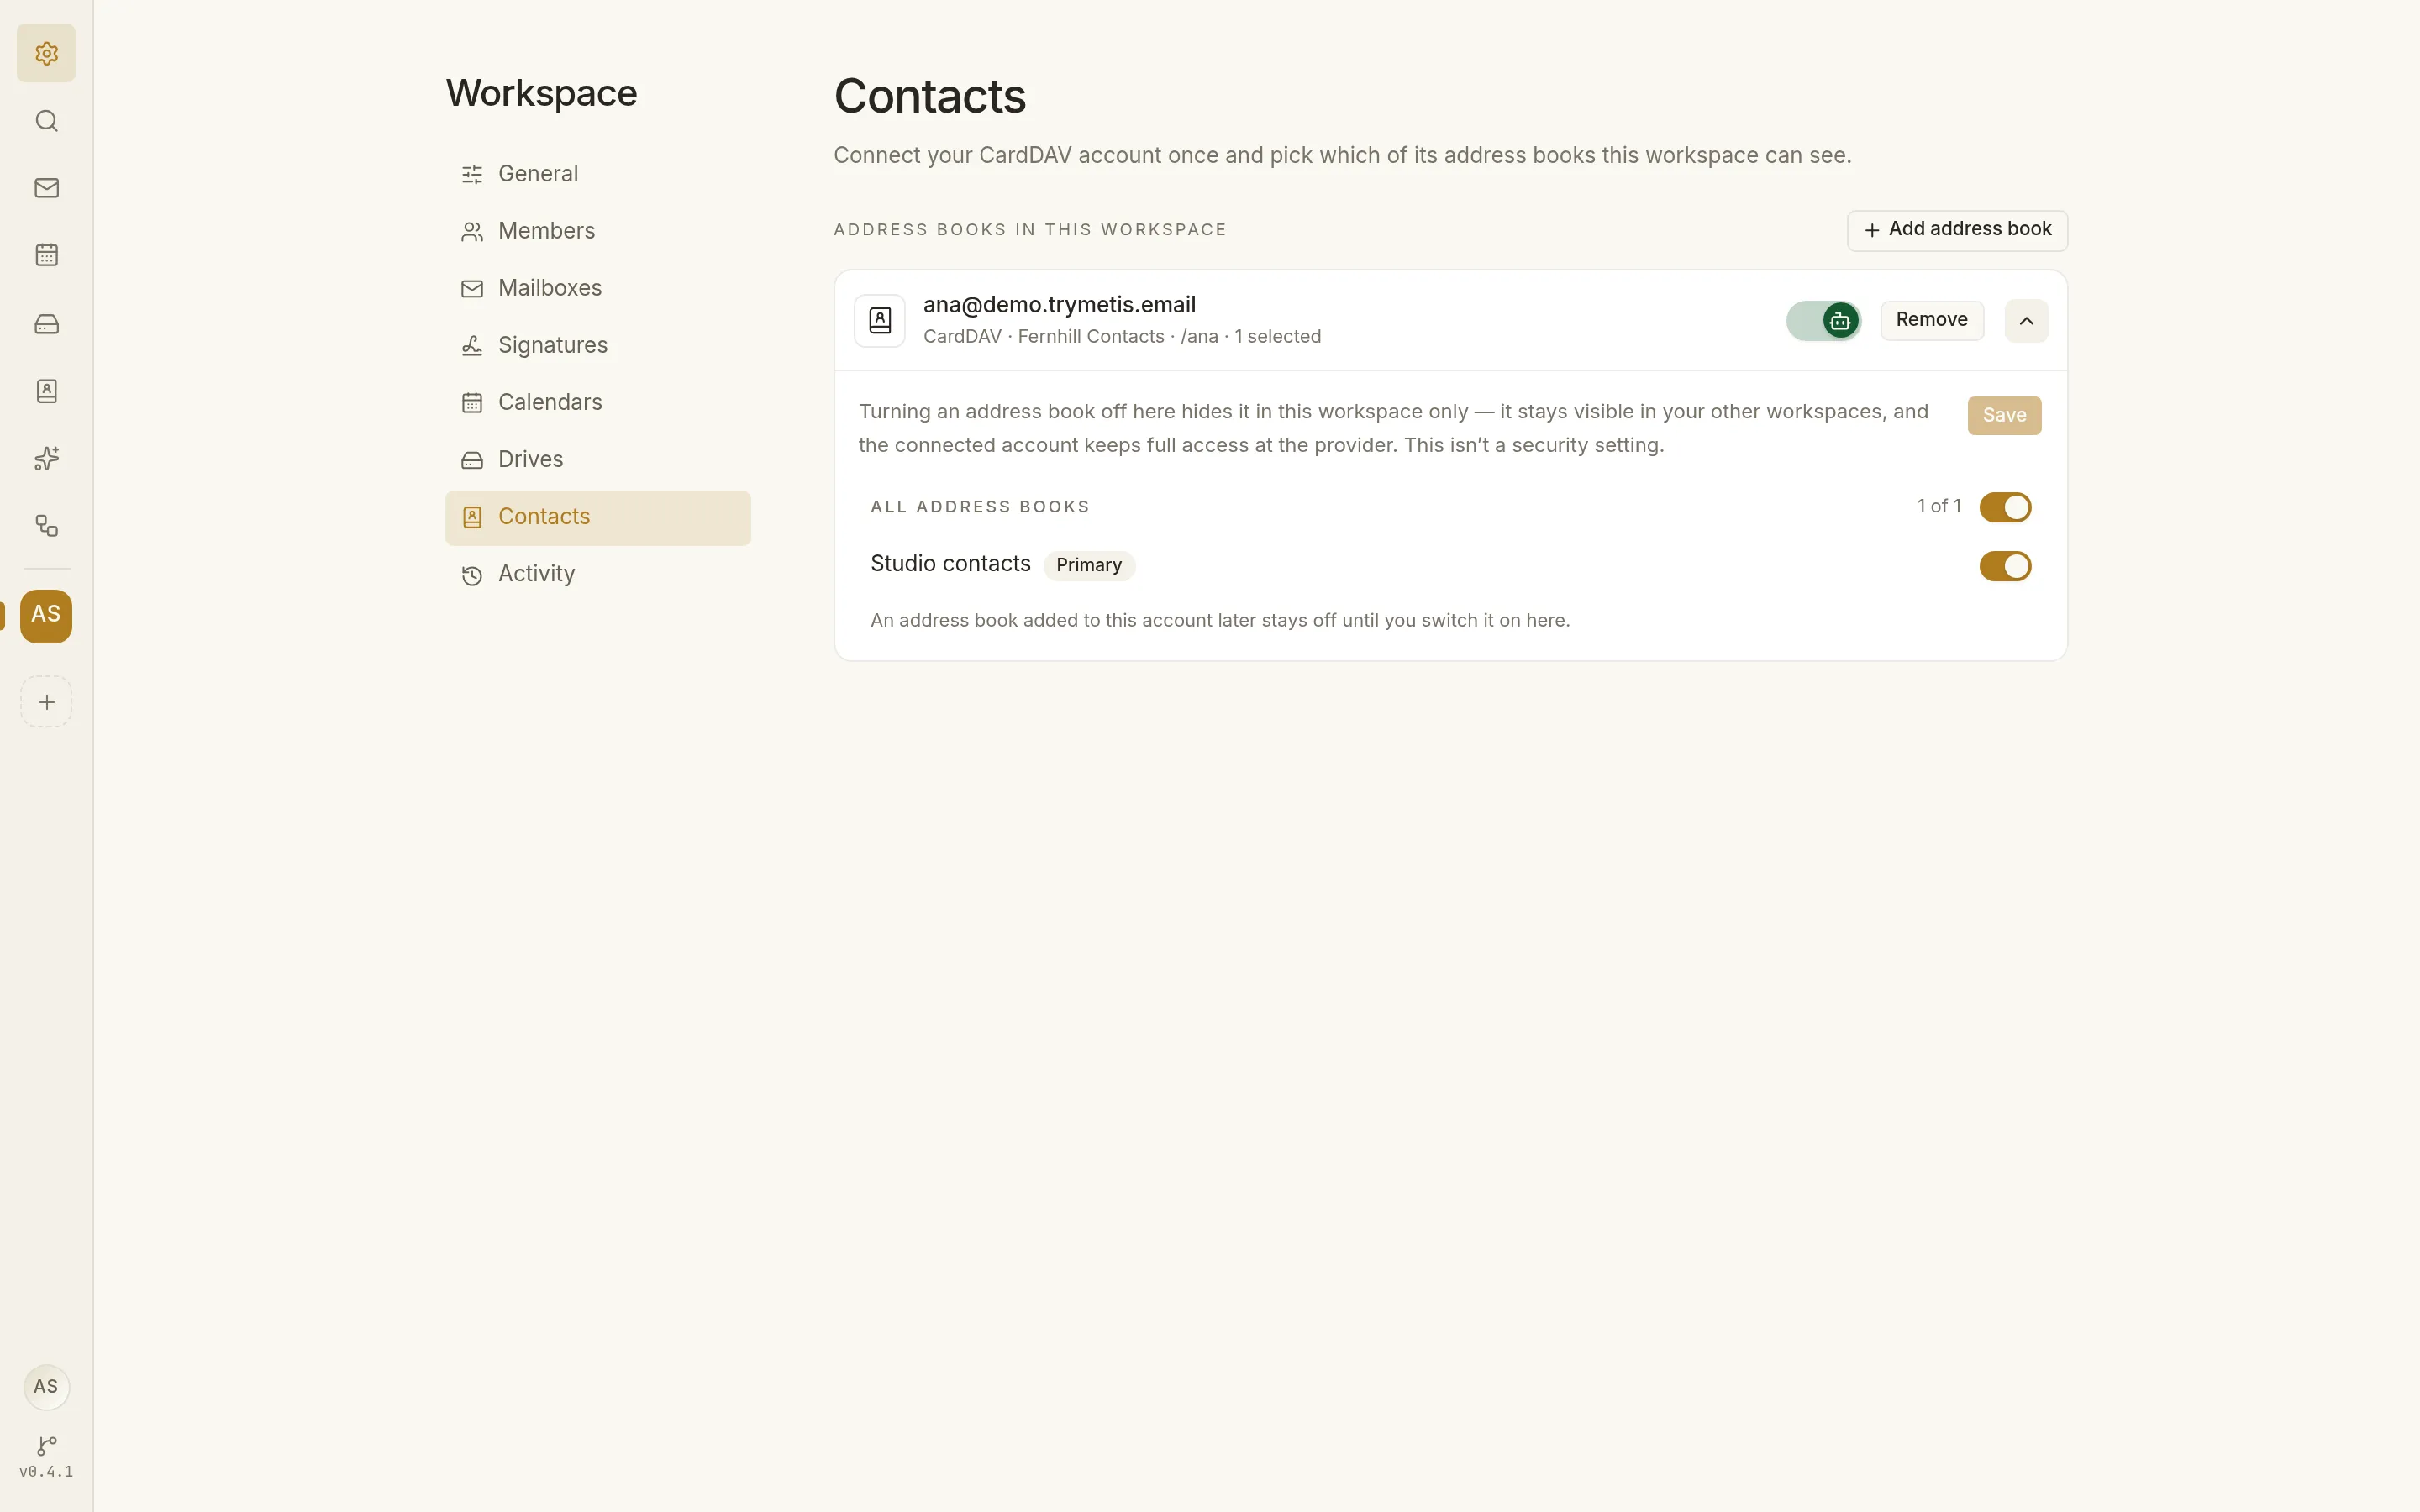 Workspace
General
Members
Mailboxes
Signatures
Calendars
Drives
Contacts
Activity
AS
AS
v0.4.1
Contacts
Connect your CardDAV account once and pick which of its address books this workspace can see.
ADDRESS BOOKS IN THIS WORKSPACE
Add address book
ana@demo.trymetis.email
CardDAV · Fernhill Contacts · /ana · 1 selected
Remove
Turning an address book off here hides it in this workspace only — it stays visible in your other workspaces, and
the connected account keeps full access at the provider. This isn’t a security setting.
Save
ALL ADDRESS BOOKS
1 of 1
Studio contacts
Primary
An address book added to this account later stays off until you switch it on here.